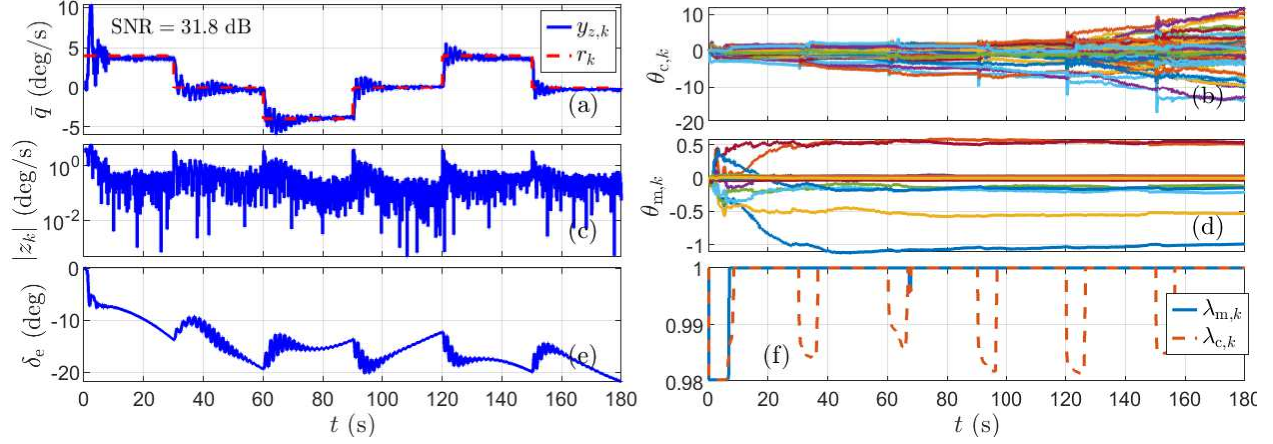 10
5
0
-5
q̄ (deg/s)
SNR = 31.8 dB
y_{z,k}
r_k
(a)
10^0
10^{-2}
|z_k| (deg/s)
(c)
0
-10
-20
δ_e (deg)
(e)
0 20 40 60 80 100 120 140 160 180
t (s)
10
0
-10
-20
θ_{c,k}
(b)
0.5
0
-0.5
-1
θ_{m,k}
(d)
1
0.99
0.98
λ_{m,k}
λ_{c,k}
(f)
0 20 40 60 80 100 120 140 160 180
t (s)